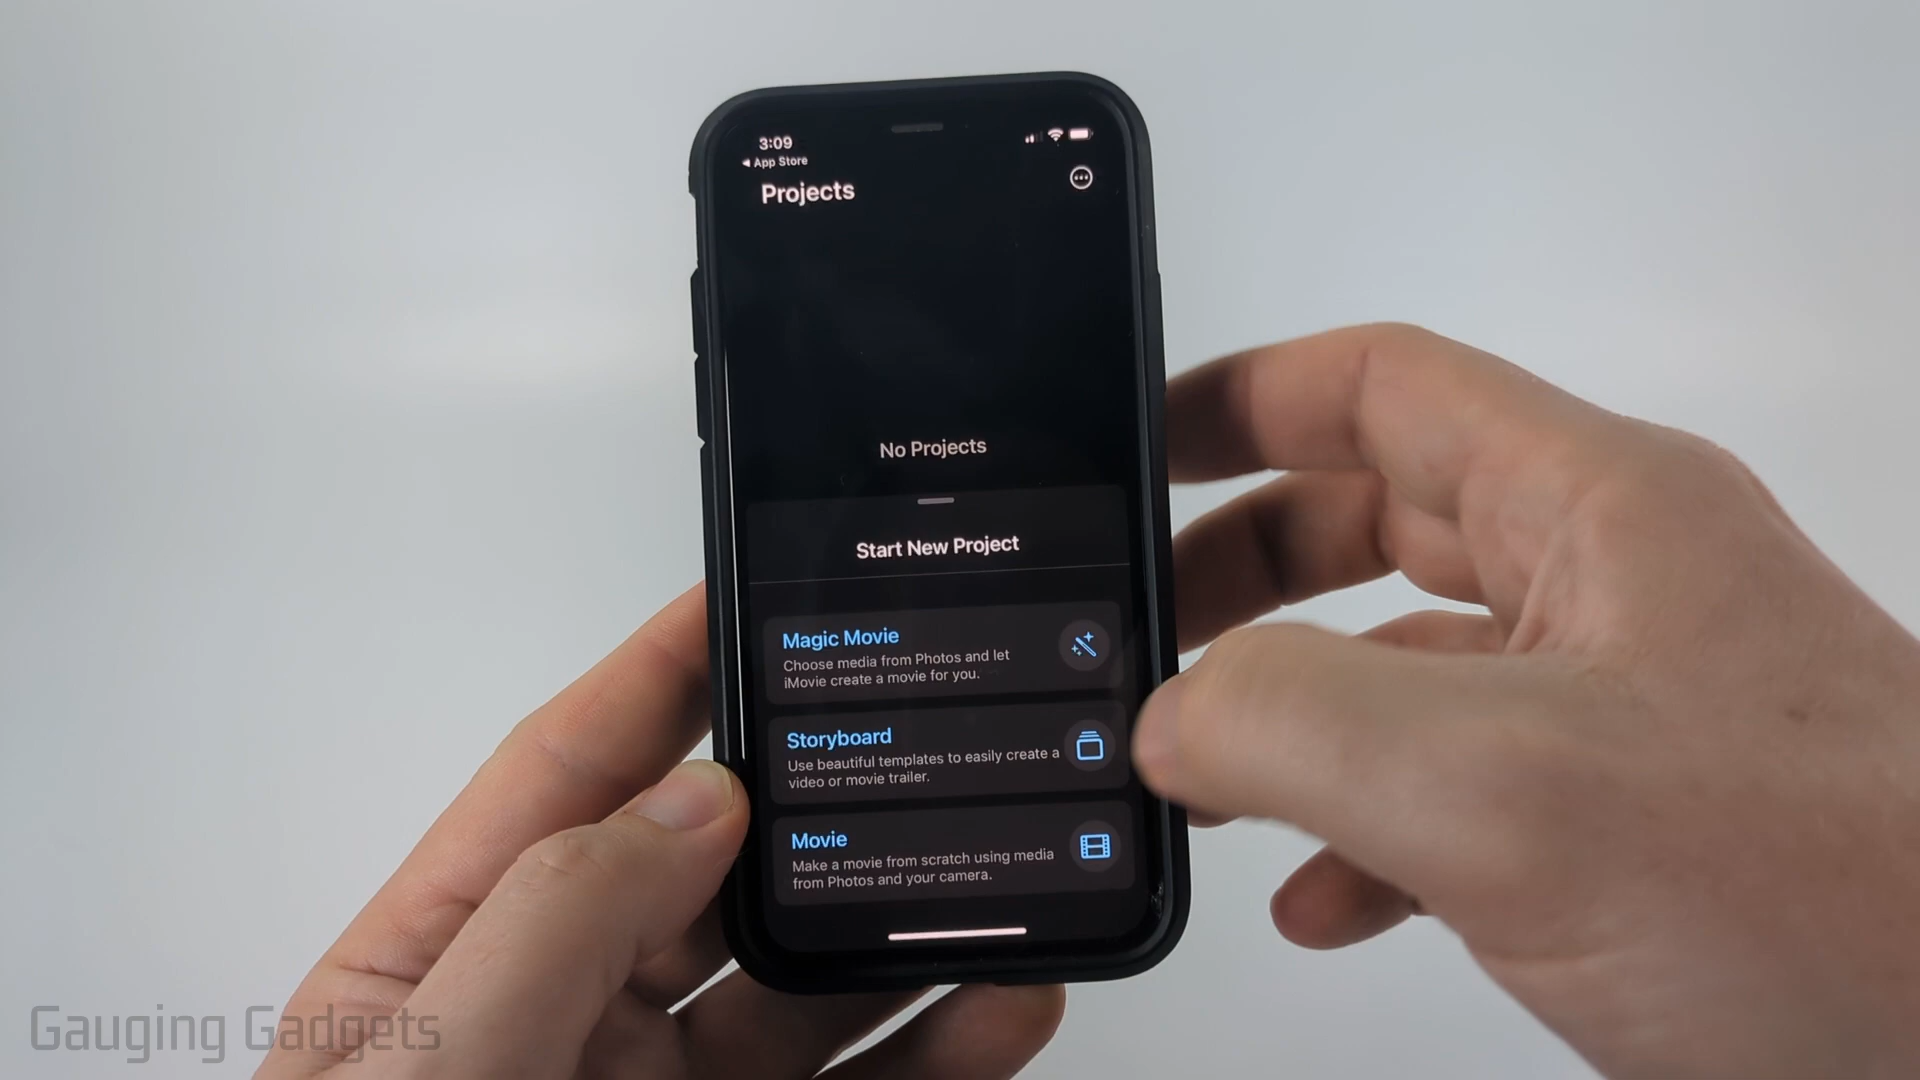 3:09
App Store
Projects
No Projects
Start New Project
Magic Movie
Choose media from Photos and let
iMovie create a movie for you.
Storyboard
Use beautiful templates to easily create a
video or movie trailer.
Movie
Make a movie from scratch using media
from Photos and your camera.
Gauging Gadgets